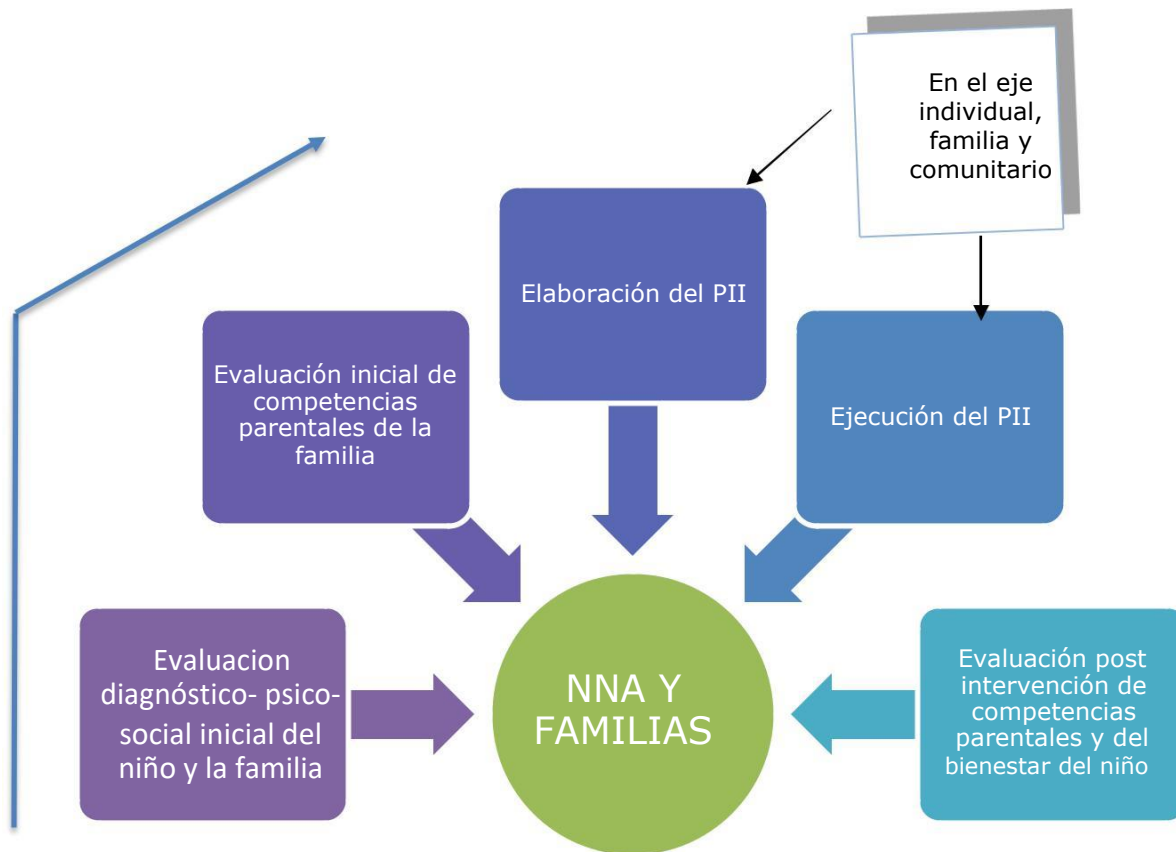 En el eje
individual,
familia y
comunitario
Elaboración del PII
Evaluación inicial de
competencias
parentales de la
familia
Ejecución del PII
Evaluacion
diagnóstico- psico-
social inicial del
niño y la familia
NNA Y
FAMILIAS
Evaluación post
intervención de
competencias
parentales y del
bienestar del niño